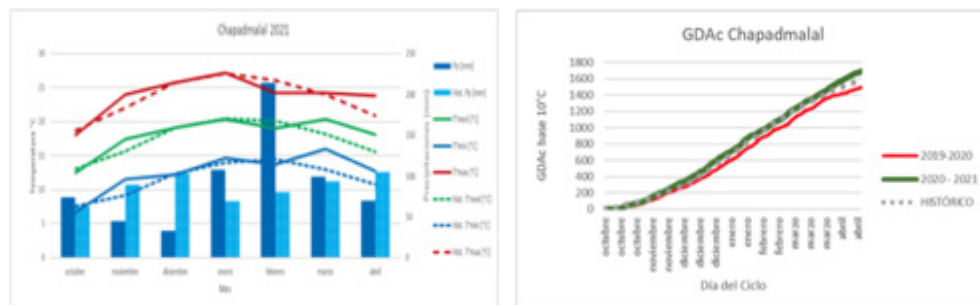 Chapadmalal 2021
30
25
20
15
10
5
0
Temperatura °C
250
200
150
100
50
0
Precipitaciones (mm)
octubre noviembre diciembre enero febrero marzo abril
Mes
Pp (mm)
Hist. Pp (mm)
Tmed (°C)
Tmin (°C)
Tmax (°C)
Hist. Tmed (°C)
Hist. Tmin (°C)
Hist. Tmax (°C)
GDAc Chapadmalal
1800
1600
1400
1200
1000
800
600
400
200
0
GDAc base 10°C
octubre
octubre
octubre
noviembre
noviembre
diciembre
diciembre
diciembre
enero
enero
febrero
febrero
marzo
marzo
marzo
abril
abril
Día del Ciclo
2019-2020
2020 - 2021
HISTÓRICO